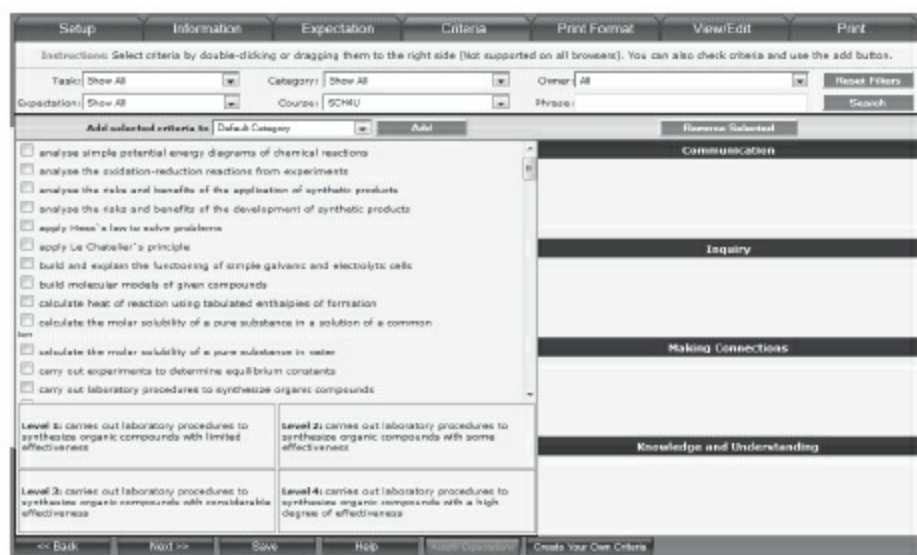 Setup Information Expectation Criteria Print Format View/Edit Print
Instructions: Select criteria by double-clicking or dragging them to the right side (Not supported on all browsers). You can also check criteria and use the add button.
Task: Show All Category: Show All Owner: All Reset Filters
Expectation: Show All Course: SCH4U Phrase: Search
Add selected criteria to Default Category Add Remove Selected
analyse simple potential energy diagrams of chemical reactions
analyse the oxidation-reduction reactions from experiments
analyse the risks and benefits of the application of synthetic products
analyse the risks and benefits of the development of synthetic products
apply Hess's law to solve problems
apply Le Chatelier's principle
build and explain the functioning of simple galvanic and electrolytic cells
build molecular models of given compounds
calculate heat of reaction using tabulated enthalpies of formation
calculate the molar solubility of a pure substance in a solution of a common
ion
calculate the molar solubility of a pure substance in water
carry out experiments to determine equilibrium constants
carry out laboratory procedures to synthesize organic compounds
Communication
Inquiry
Making Connections
Knowledge and Understanding
Level 1: carries out laboratory procedures to
synthesize organic compounds with limited
effectiveness
Level 2: carries out laboratory procedures to
synthesize organic compounds with some
effectiveness
Level 3: carries out laboratory procedures to
synthesize organic compounds with considerable
effectiveness
Level 4: carries out laboratory procedures to
synthesize organic compounds with a high
degree of effectiveness
<< Back Next >> Save Help Create Your Own Criteria